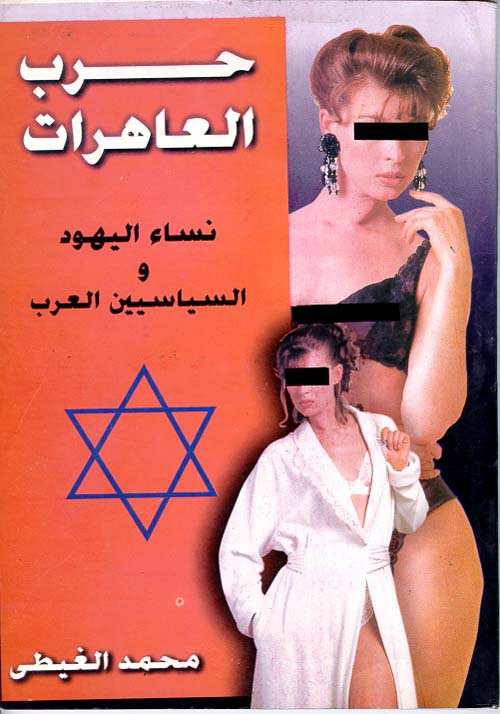 حرب
العاهرات
نساء اليهود
و
السياسيين العرب
محمد الغيطى